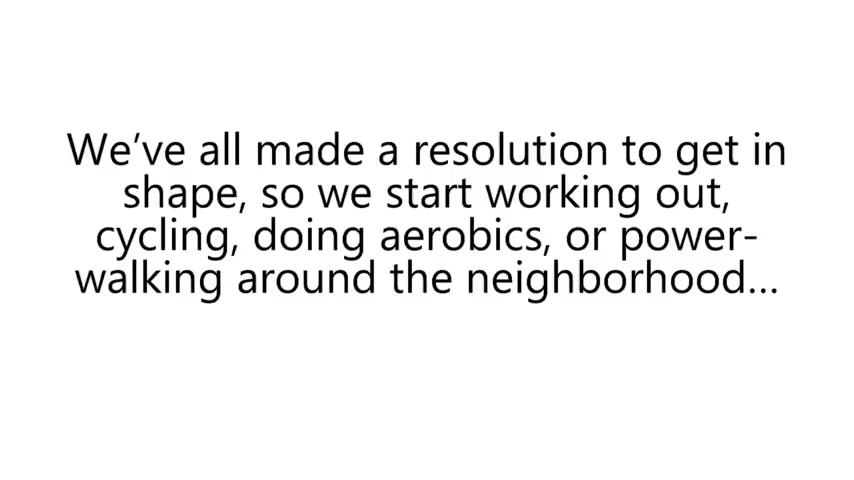 We’ve all made a resolution to get in
shape, so we start working out,
cycling, doing aerobics, or power-
walking around the neighborhood...